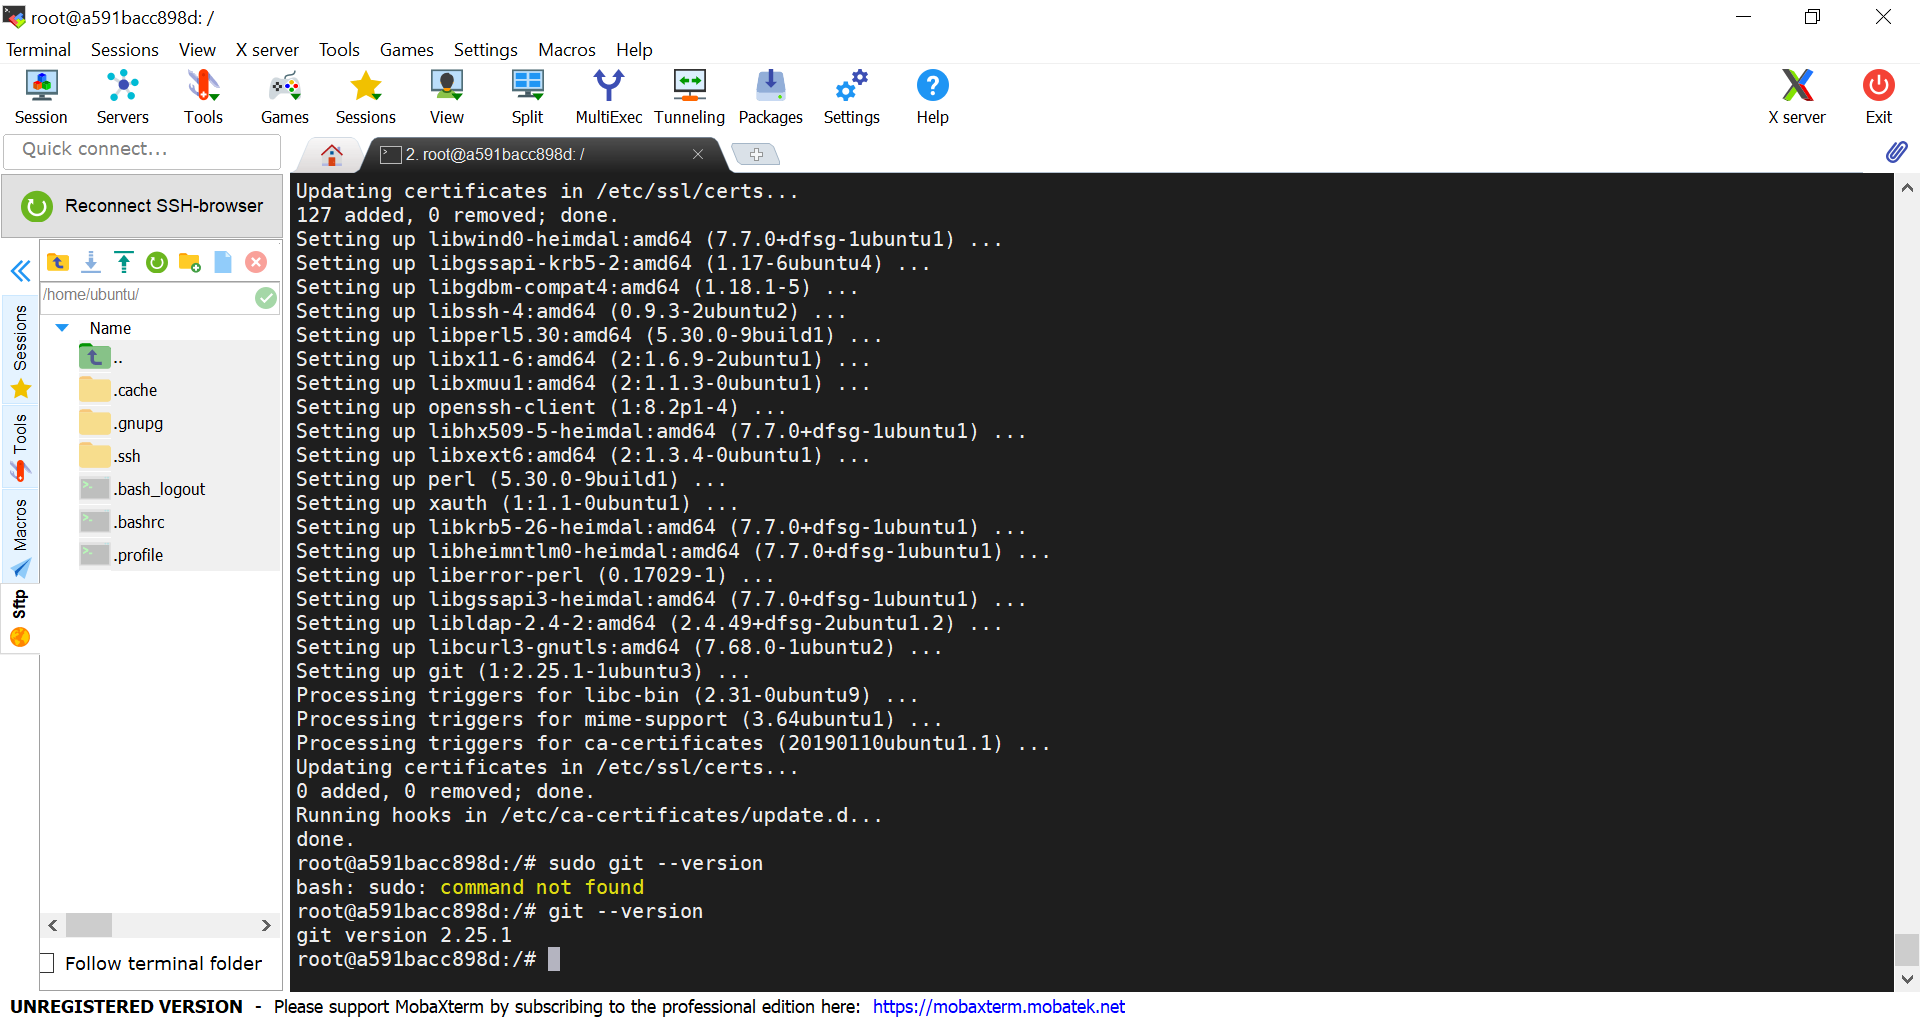 root@a591bacc898d: /
Terminal Sessions View X server Tools Games Settings Macros Help
Session Servers Tools Games Sessions View Split MultiExec Tunneling Packages Settings Help X server Exit
Quick connect...
2. root@a591bacc898d: /
Reconnect SSH-browser
/home/ubuntu/
Name
..
.cache
.gnupg
.ssh
.bash_logout
.bashrc
.profile
Sessions
Tools
Macros
Sftp
Follow terminal folder
Updating certificates in /etc/ssl/certs...
127 added, 0 removed; done.
Setting up libwind0-heimdal:amd64 (7.7.0+dfsg-1ubuntu1) ...
Setting up libgssapi-krb5-2:amd64 (1.17-6ubuntu4) ...
Setting up libgdbm-compat4:amd64 (1.18.1-5) ...
Setting up libssh-4:amd64 (0.9.3-2ubuntu2) ...
Setting up libperl5.30:amd64 (5.30.0-9build1) ...
Setting up libx11-6:amd64 (2:1.6.9-2ubuntu1) ...
Setting up libxmuu1:amd64 (2:1.1.3-0ubuntu1) ...
Setting up openssh-client (1:8.2p1-4) ...
Setting up libhx509-5-heimdal:amd64 (7.7.0+dfsg-1ubuntu1) ...
Setting up libxext6:amd64 (2:1.3.4-0ubuntu1) ...
Setting up perl (5.30.0-9build1) ...
Setting up xauth (1:1.1-0ubuntu1) ...
Setting up libkrb5-26-heimdal:amd64 (7.7.0+dfsg-1ubuntu1) ...
Setting up libheimntlm0-heimdal:amd64 (7.7.0+dfsg-1ubuntu1) ...
Setting up liberror-perl (0.17029-1) ...
Setting up libgssapi3-heimdal:amd64 (7.7.0+dfsg-1ubuntu1) ...
Setting up libldap-2.4-2:amd64 (2.4.49+dfsg-2ubuntu1.2) ...
Setting up libcurl3-gnutls:amd64 (7.68.0-1ubuntu2) ...
Setting up git (1:2.25.1-1ubuntu3) ...
Processing triggers for libc-bin (2.31-0ubuntu9) ...
Processing triggers for mime-support (3.64ubuntu1) ...
Processing triggers for ca-certificates (20190110ubuntu1.1) ...
Updating certificates in /etc/ssl/certs...
0 added, 0 removed; done.
Running hooks in /etc/ca-certificates/update.d...
done.
root@a591bacc898d:/# sudo git --version
bash: sudo: command not found
root@a591bacc898d:/# git --version
git version 2.25.1
root@a591bacc898d:/#
UNREGISTERED VERSION - Please support MobaXterm by subscribing to the professional edition here: https://mobaxterm.mobatek.net